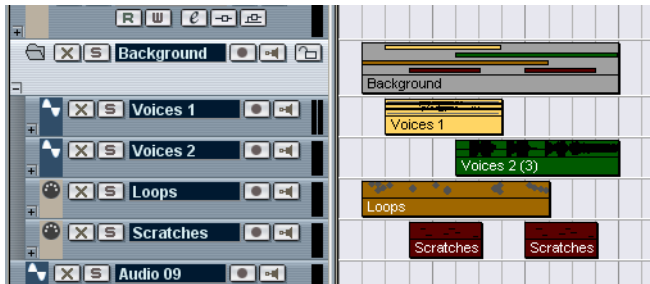 R W e
X S Background
Background
X S Voices 1
Voices 1
X S Voices 2
Voices 2 (3)
X S Loops
Loops
X S Scratches
Scratches Scratches
X S Audio 09